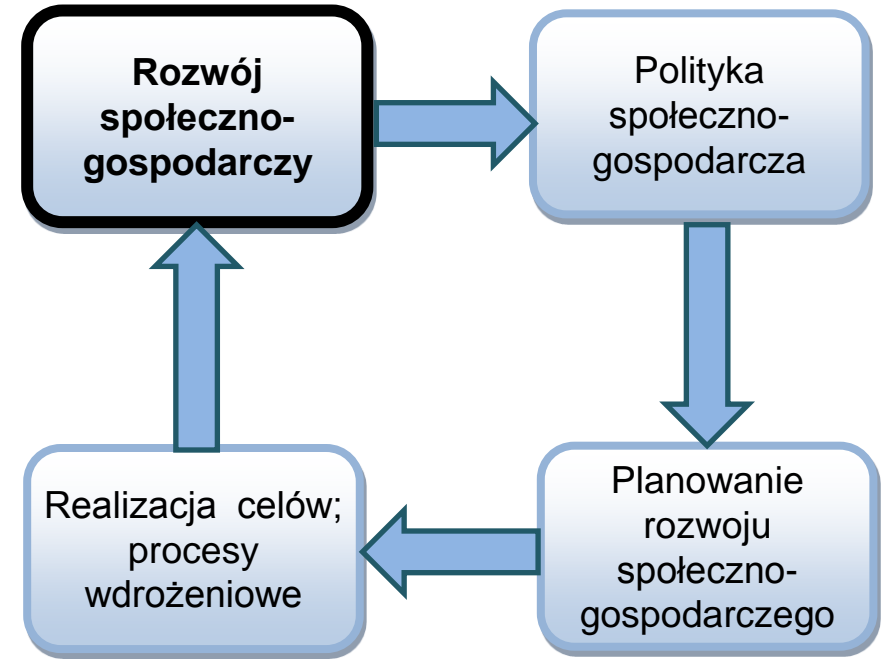 Rozwój
społeczno-
gospodarczy
Polityka
społeczno-
gospodarcza
Planowanie
rozwoju
społeczno-
gospodarczego
Realizacja celów;
procesy
wdrożeniowe